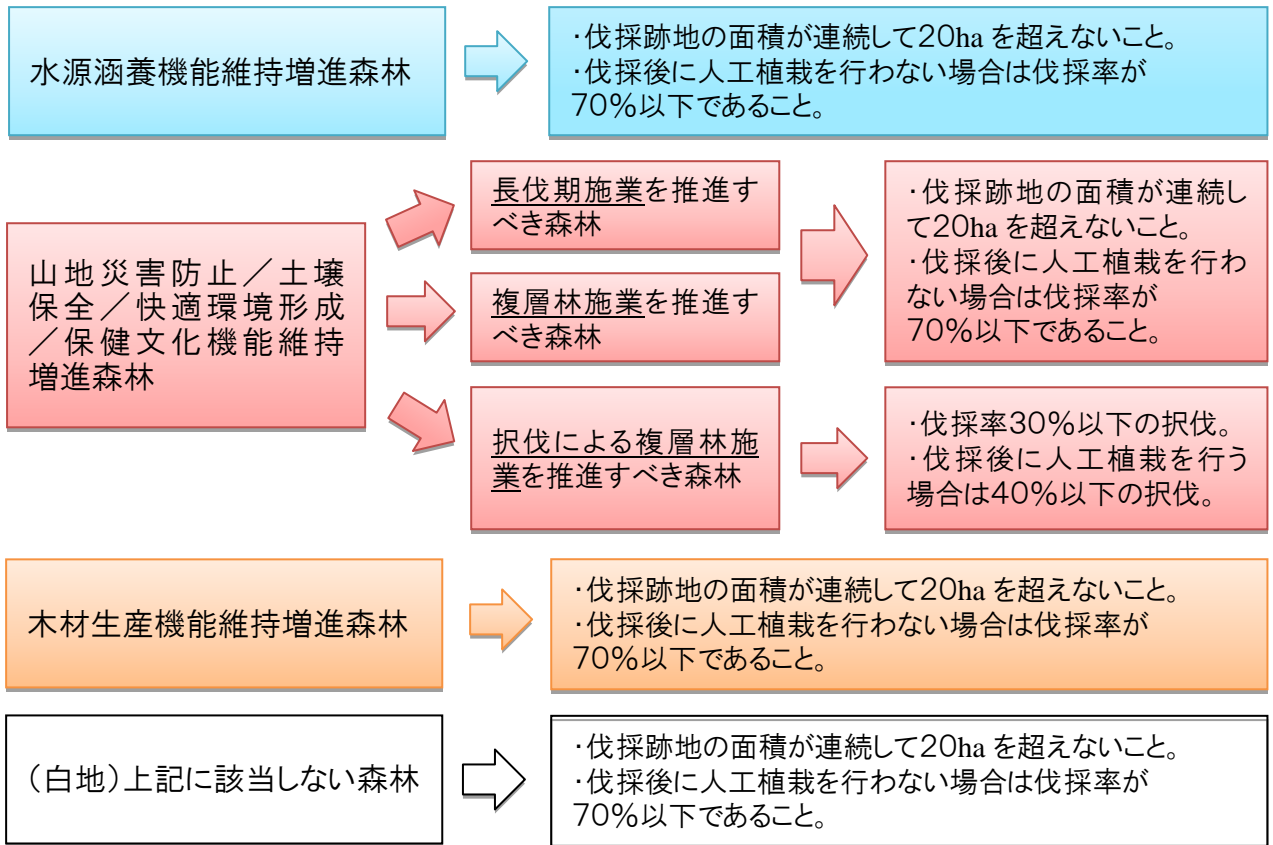 水源涵養機能維持増進森林
・伐採跡地の面積が連続して20haを超えないこと。
・伐採後に人工植栽を行わない場合は伐採率が
70%以下であること。
山地災害防止／土壌
保全／快適環境形成
／保健文化機能維持
増進森林
長伐期施業を推進す
べき森林
複層林施業を推進す
べき森林
・伐採跡地の面積が連続し
て20haを超えないこと。
・伐採後に人工植栽を行わ
ない場合は伐採率が
70%以下であること。
択伐による複層林施
業を推進すべき森林
・伐採率30%以下の択伐。
・伐採後に人工植栽を行う
場合は40%以下の択伐。
木材生産機能維持増進森林
・伐採跡地の面積が連続して20haを超えないこと。
・伐採後に人工植栽を行わない場合は伐採率が
70%以下であること。
（白地）上記に該当しない森林
・伐採跡地の面積が連続して20haを超えないこと。
・伐採後に人工植栽を行わない場合は伐採率が
70%以下であること。